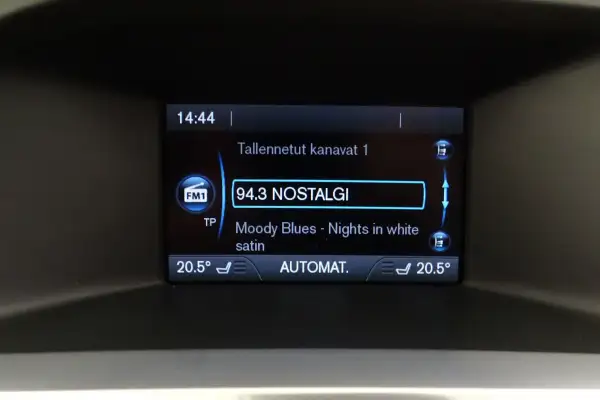 14:44
Tallennetut kanavat 1
FM1
94.3 NOSTALGI
TP
Moody Blues - Nights in white
satin
20.5° AUTOMAT. 20.5°